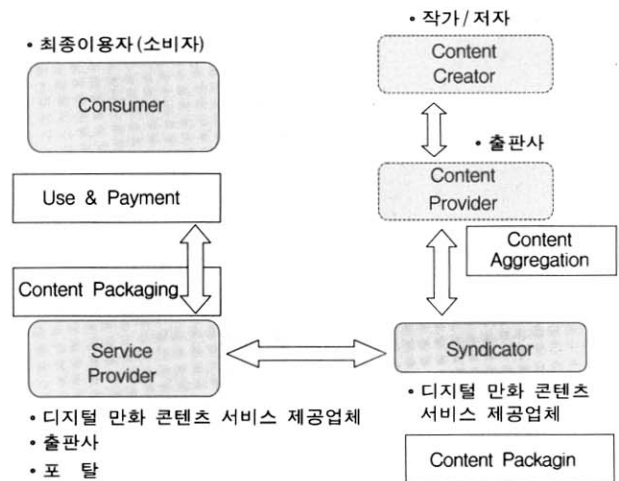 • 최종이용자(소비자)
Consumer
Use & Payment
Content Packaging
Service
Provider
• 디지털 만화 콘텐츠 서비스 제공업체
• 출판사
• 포 탈
• 작가/저자
Content
Creator
• 출판사
Content
Provider
Content
Aggregation
Syndicator
• 디지털 만화 콘텐츠
서비스 제공업체
Content Packagin